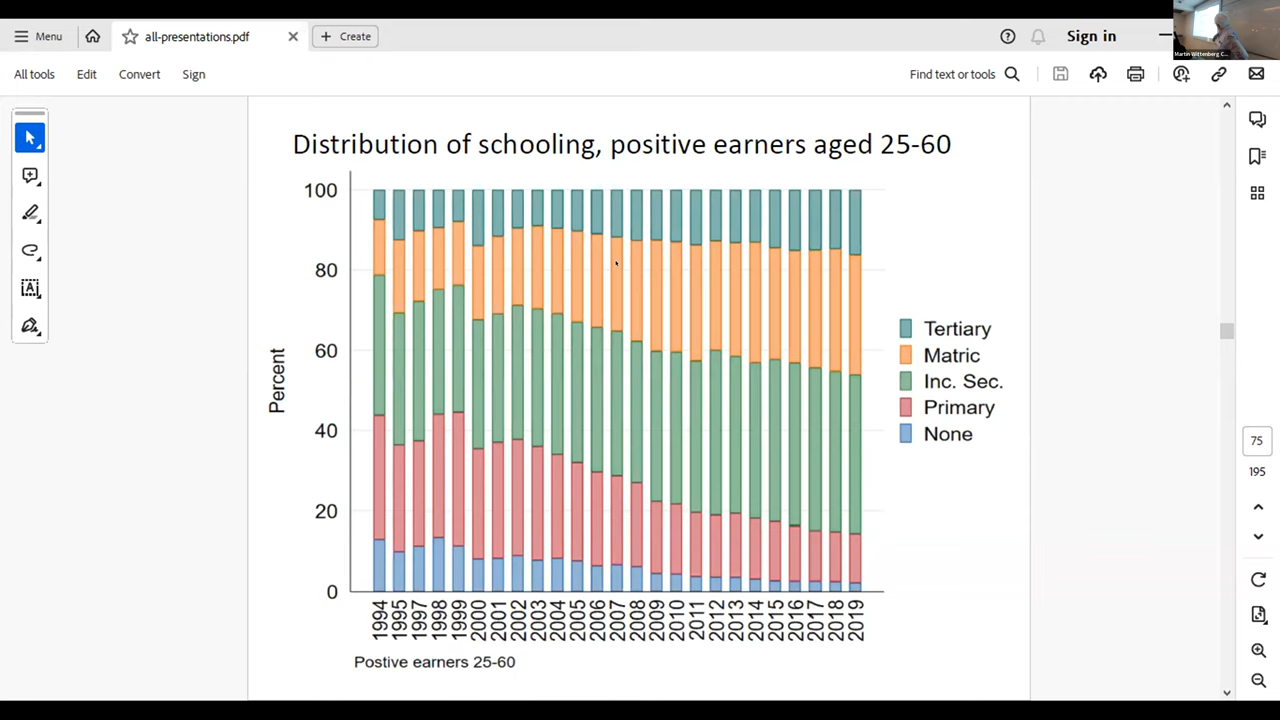 Menu
all-presentations.pdf
Create
Sign in
All tools
Edit
Convert
Sign
Find text or tools
Martin Wittenberg C...
Distribution of schooling, positive earners aged 25-60
100
80
60
40
20
0
Percent
1994
1995
1997
1998
1999
2000
2001
2002
2003
2004
2005
2006
2007
2008
2009
2010
2011
2012
2013
2014
2015
2016
2017
2018
2019
Tertiary
Matric
Inc. Sec.
Primary
None
Postive earners 25-60
75
195